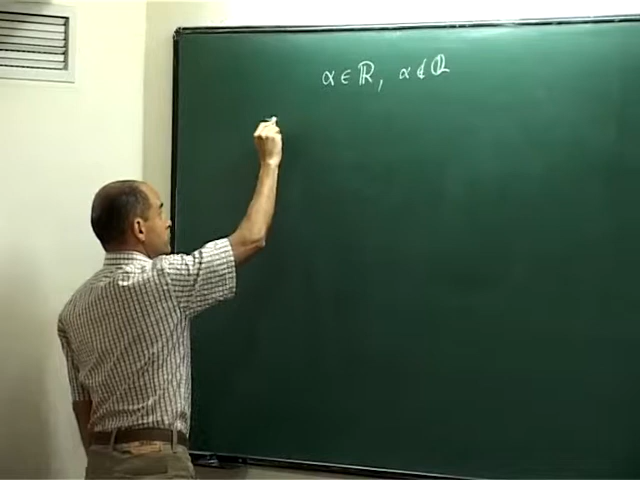 α ∈ ℝ, α ∉ ℚ